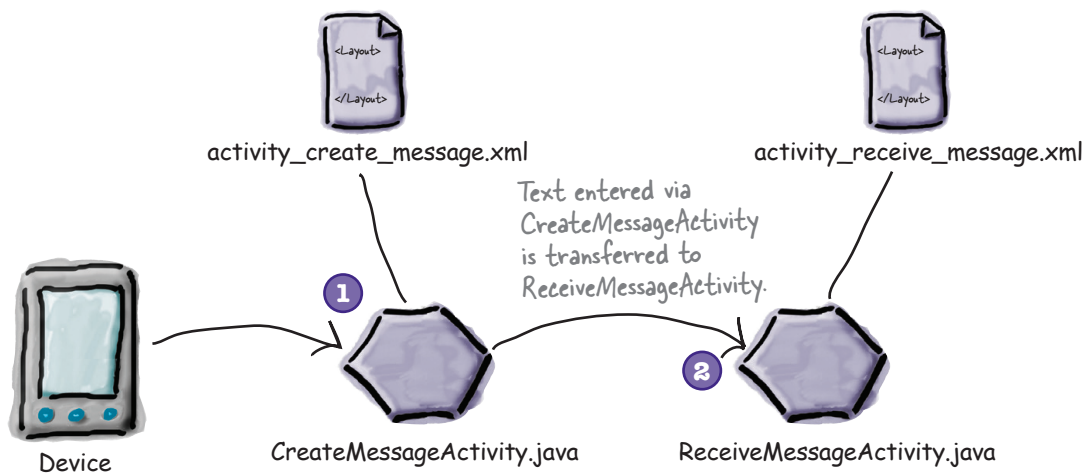 <Layout>
</Layout>
activity_create_message.xml
<Layout>
</Layout>
activity_receive_message.xml
Text entered via
CreateMessageActivity
is transferred to
ReceiveMessageActivity.
1
2
Device
CreateMessageActivity.java
ReceiveMessageActivity.java